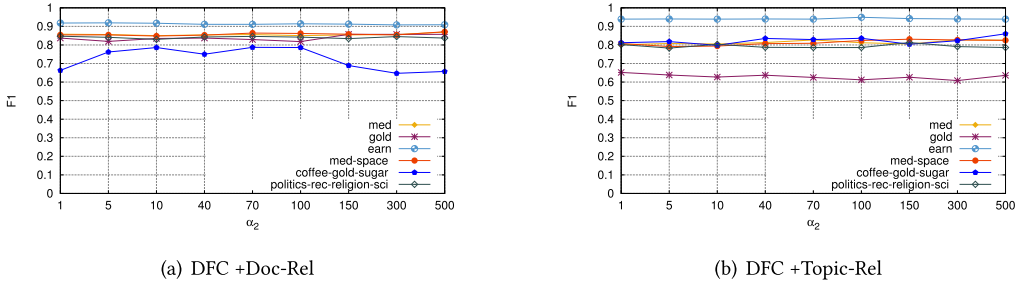 1
0.9
0.8
0.7
0.6
0.5
0.4
0.3
0.2
0.1
0
F1
med
gold
earn
med-space
coffee-gold-sugar
politics-rec-religion-sci
1 5 10 40 70 100 150 300 500
α2
(a) DFC +Doc-Rel
1
0.9
0.8
0.7
0.6
0.5
0.4
0.3
0.2
0.1
0
F1
med
gold
earn
med-space
coffee-gold-sugar
politics-rec-religion-sci
1 5 10 40 70 100 150 300 500
α2
(b) DFC +Topic-Rel